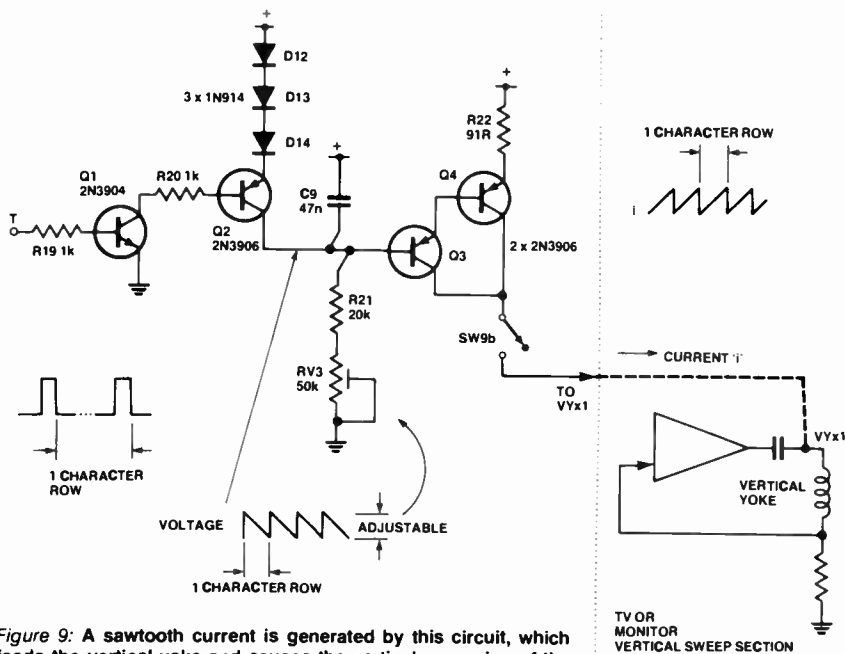 +
D12
3 x 1N914
D13
D14
+
R22
91R
1 CHARACTER
ROW
i
Q1
2N3904
R20 1k
+
C9
47n
Q4
T
R19 1k
Q2
2N3906
Q3
2 x 2N3906
R21
20k
SW9b
RV3
50k
CURRENT 'i'
TO
VYx1
VYx1
1 CHARACTER
ROW
VERTICAL
YOKE
VOLTAGE
ADJUSTABLE
1 CHARACTER ROW
TV OR
MONITOR
VERTICAL SWEEP SECTION
Figure 9: A sawtooth current is generated by this circuit, which